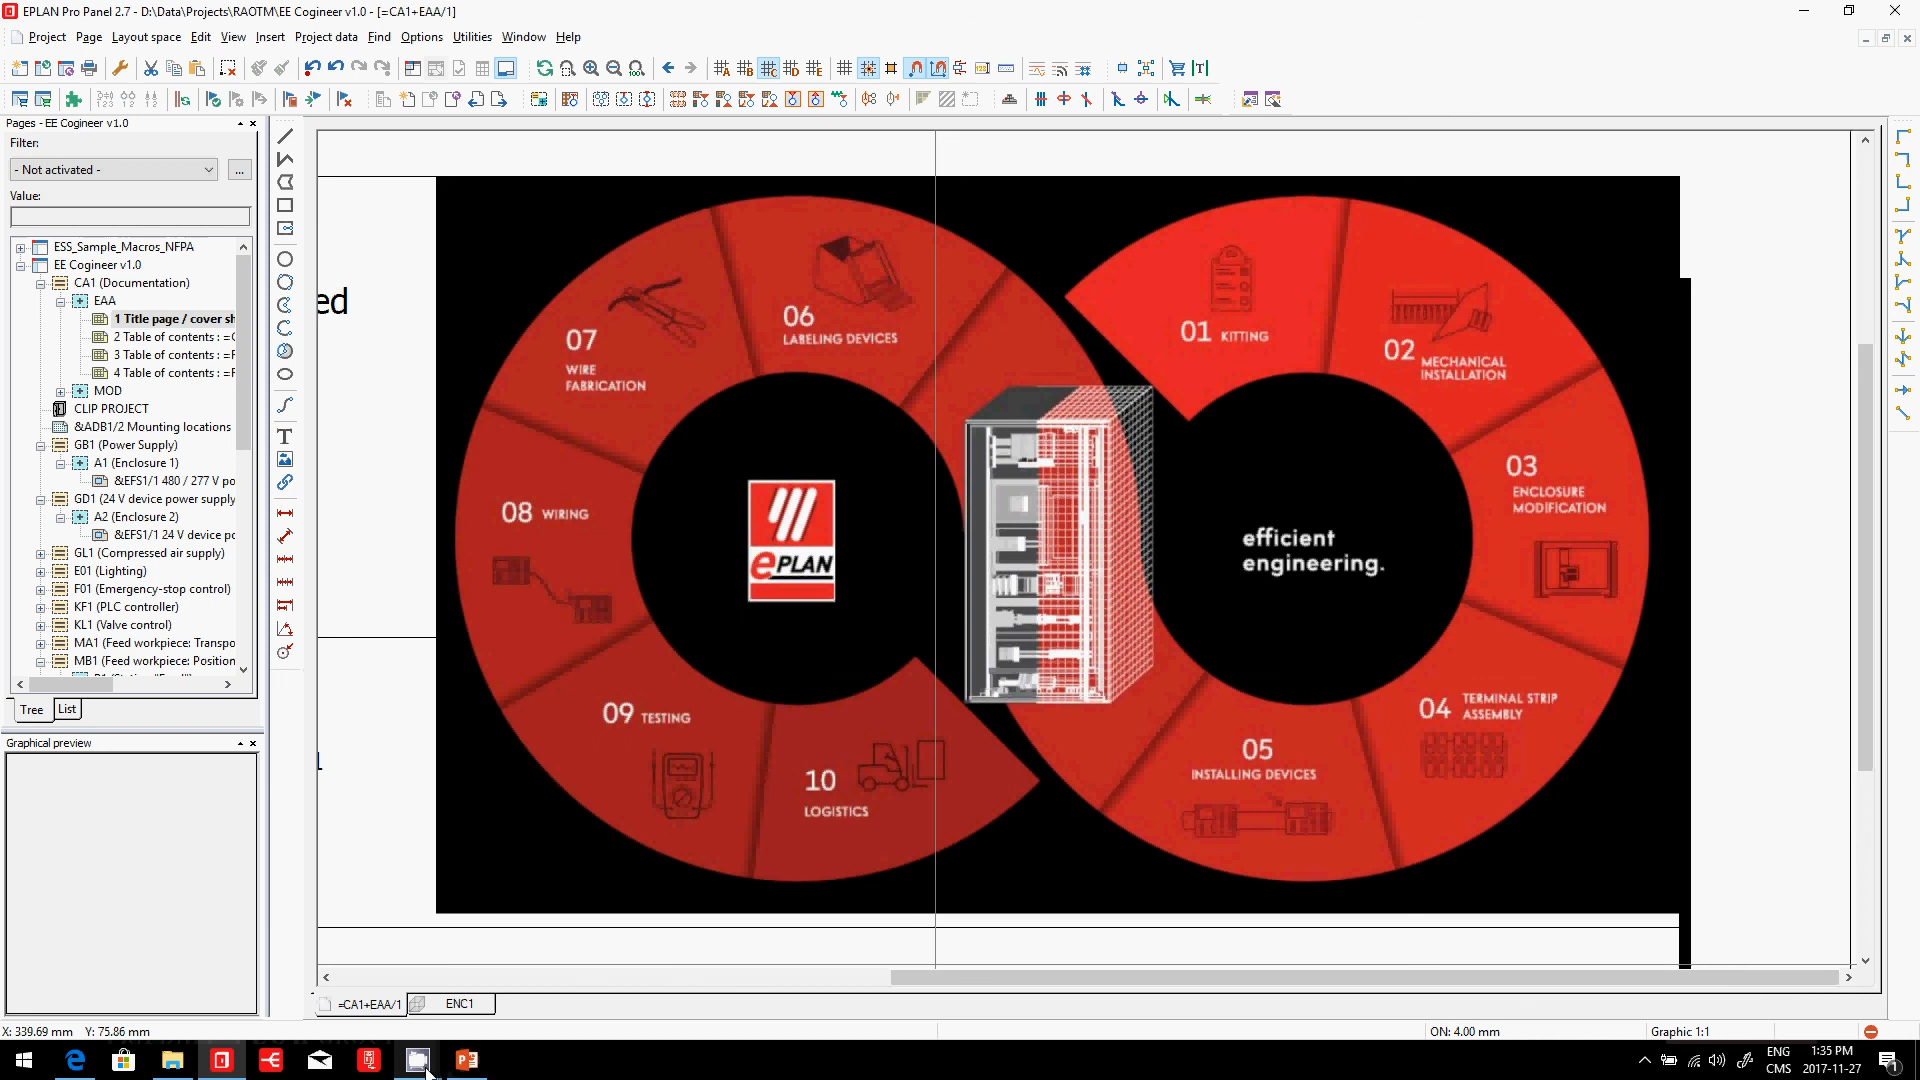 EPLAN Pro Panel 2.7 - D:\Data\Projects\RAOTM\EE Cogineer v1.0 - [=CA1+EAA/1]
Project Page Layout space Edit View Insert Project data Find Options Utilities Window Help
Pages - EE Cogineer v1.0
Filter:
- Not activated -
...
Value:
ESS_Sample_Macros_NFPA
EE Cogineer v1.0
CA1 (Documentation)
EAA
1 Title page / cover sh
2 Table of contents : =C
3 Table of contents : =F
4 Table of contents : =F
MOD
CLIP PROJECT
&ADB1/2 Mounting locations
GB1 (Power Supply)
A1 (Enclosure 1)
&EFS1/1 480 / 277 V po
GD1 (24 V device power supply
A2 (Enclosure 2)
&EFS1/1 24 V device po
GL1 (Compressed air supply)
E01 (Lighting)
F01 (Emergency-stop control)
KF1 (PLC controller)
KL1 (Valve control)
MA1 (Feed workpiece: Transpo
MB1 (Feed workpiece: Position
Tree List
Graphical preview
ed
01 KITTING
02 MECHANICAL
INSTALLATION
03
ENCLOSURE
MODIFICATION
04 TERMINAL STRIP
ASSEMBLY
05
INSTALLING DEVICES
06
LABELING DEVICES
07
WIRE
FABRICATION
08 WIRING
09 TESTING
10
LOGISTICS
ePLAN
efficient
engineering.
=CA1+EAA/1 ENC1
X: 339.69 mm Y: 75.86 mm
ON: 4.00 mm
Graphic 1:1
ENG
CMS
1:35 PM
2017-11-27
1